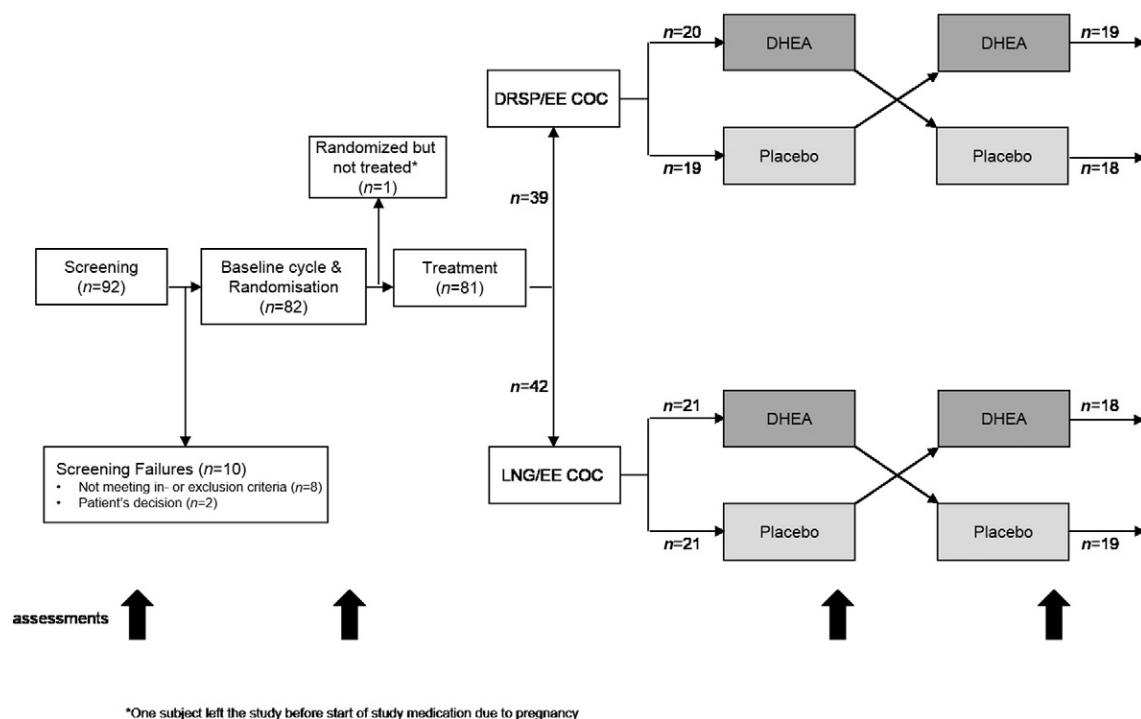 Screening
(n=92)
Screening Failures (n=10)
• Not meeting in- or exclusion criteria (n=8)
• Patient's decision (n=2)
Baseline cycle &
Randomisation
(n=82)
Randomized but
not treated*
(n=1)
Treatment
(n=81)
n=39
DRSP/EE COC
n=20
DHEA
DHEA
n=19
n=19
Placebo
Placebo
n=18
n=42
LNG/EE COC
n=21
DHEA
DHEA
n=18
n=21
Placebo
Placebo
n=19
assessments
*One subject left the study before start of study medication due to pregnancy